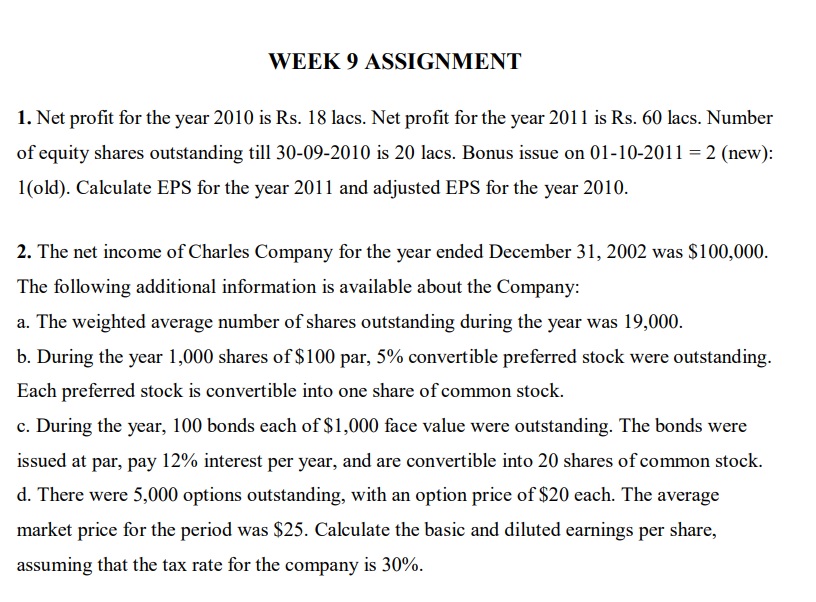 WEEK 9 ASSIGNMENT
1. Net profit for the year 2010 is Rs. 18 lacs. Net profit for the year 2011 is Rs. 60 lacs. Number
of equity shares outstanding till 30-09-2010 is 20 lacs. Bonus issue on 01-10-2011 = 2 (new):
1(old). Calculate EPS for the year 2011 and adjusted EPS for the year 2010.
2. The net income of Charles Company for the year ended December 31, 2002 was $100,000.
The following additional information is available about the Company:
a. The weighted average number of shares outstanding during the year was 19,000.
b. During the year 1,000 shares of $100 par, 5% convertible preferred stock were outstanding.
Each preferred stock is convertible into one share of common stock.
c. During the year, 100 bonds each of $1,000 face value were outstanding. The bonds were
issued at par, pay 12% interest per year, and are convertible into 20 shares of common stock.
d. There were 5,000 options outstanding, with an option price of $20 each. The average
market price for the period was $25. Calculate the basic and diluted earnings per share,
assuming that the tax rate for the company is 30%.